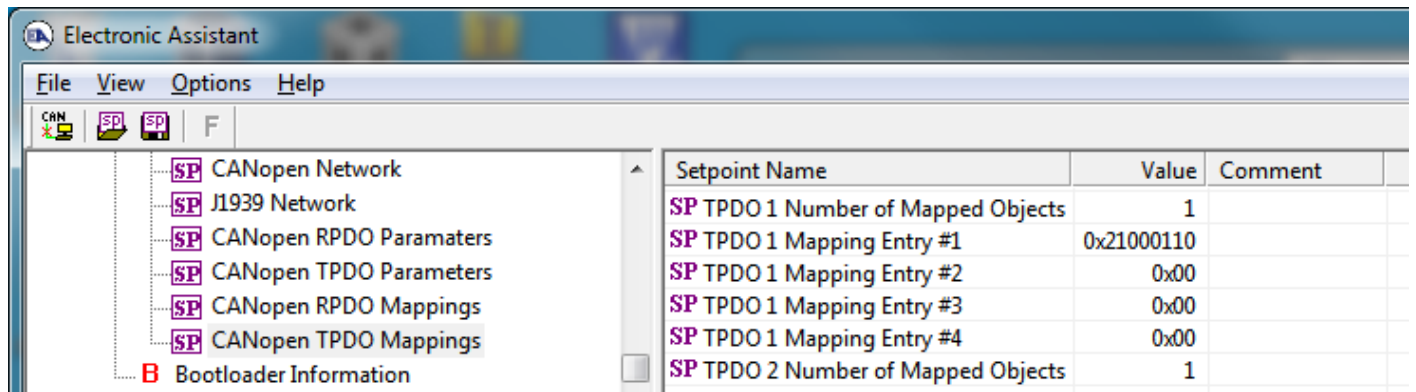 Electronic Assistant
File View Options Help
CAN SP SP F
SP CANopen Network
SP J1939 Network
SP CANopen RPDO Paramaters
SP CANopen TPDO Parameters
SP CANopen RPDO Mappings
SP CANopen TPDO Mappings
B Bootloader Information
Setpoint Name Value Comment
SP TPDO 1 Number of Mapped Objects 1
SP TPDO 1 Mapping Entry #1 0x21000110
SP TPDO 1 Mapping Entry #2 0x00
SP TPDO 1 Mapping Entry #3 0x00
SP TPDO 1 Mapping Entry #4 0x00
SP TPDO 2 Number of Mapped Objects 1